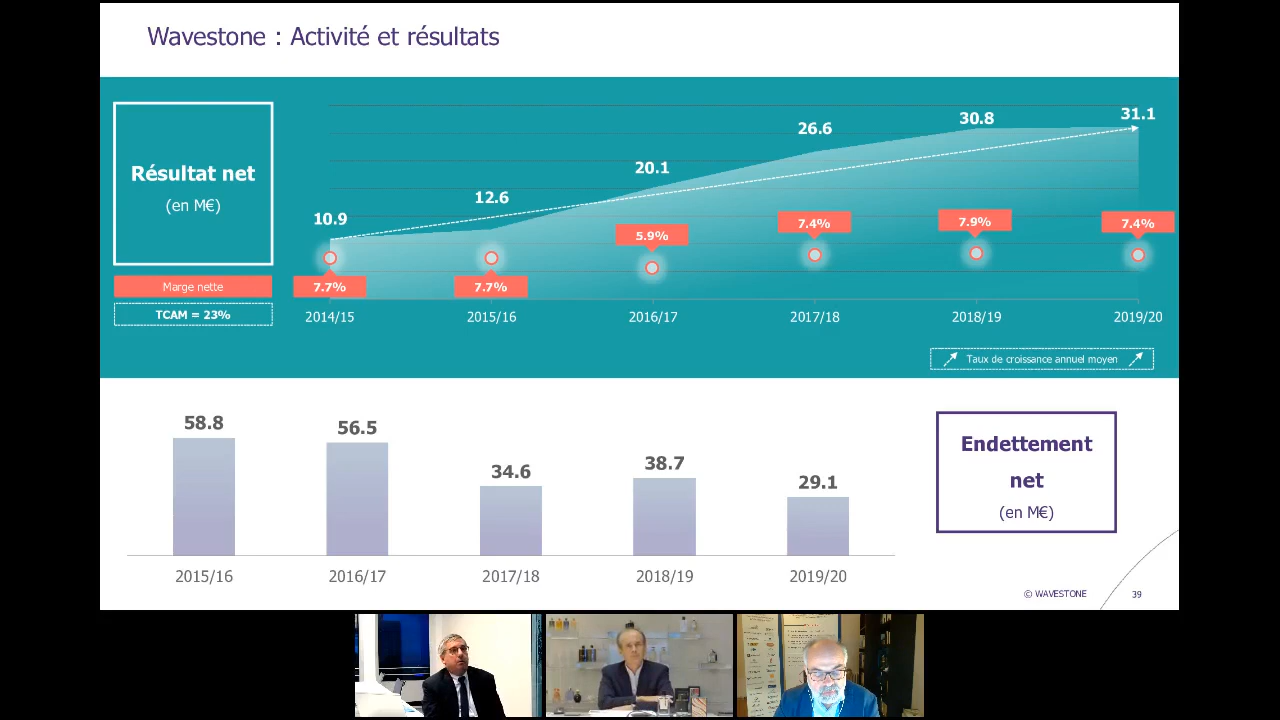 Wavestone : Activité et résultats
Résultat net
(en M€)
Marge nette
TCAM = 23%
10.9
12.6
20.1
26.6
30.8
31.1
7.7%
7.7%
5.9%
7.4%
7.9%
7.4%
2014/15
2015/16
2016/17
2017/18
2018/19
2019/20
Taux de croissance annuel moyen
58.8
56.5
34.6
38.7
29.1
2015/16
2016/17
2017/18
2018/19
2019/20
Endettement
net
(en M€)
© WAVESTONE
39